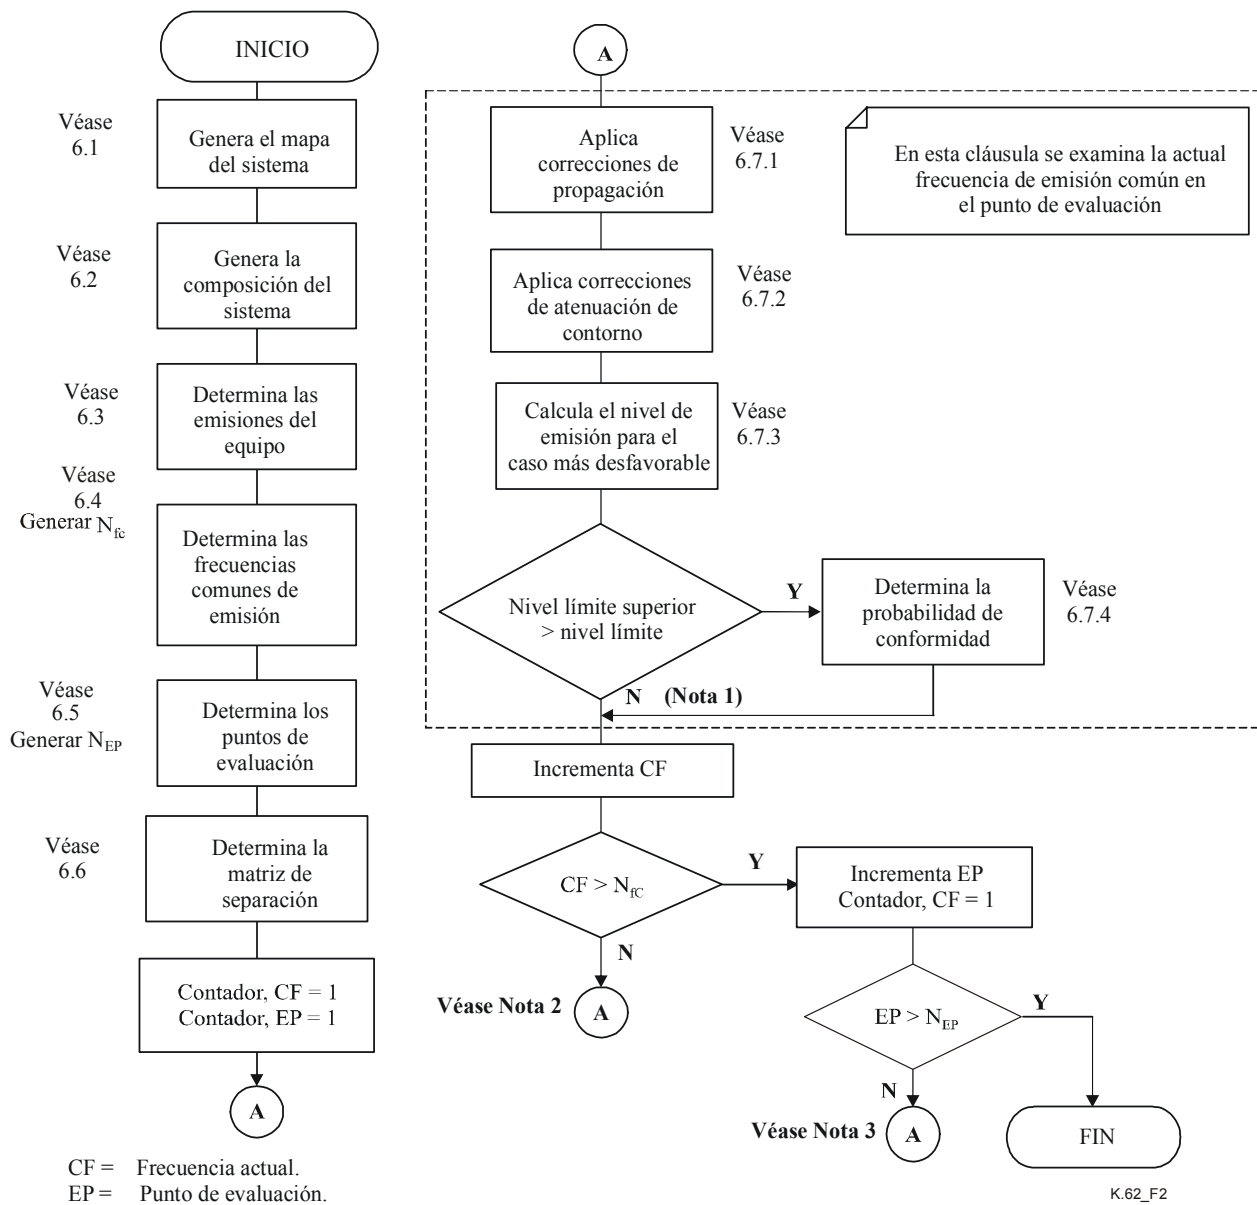 INICIO
Véase
6.1
Genera el mapa
del sistema
Véase
6.2
Genera la
composición del
sistema
Véase
6.3
Determina las
emisiones del
equipo
Véase
6.4
Generar Nfc
Determina las
frecuencias
comunes de
emisión
Véase
6.5
Generar NEP
Determina los
puntos de
evaluación
Véase
6.6
Determina la
matriz de
separación
Contador, CF = 1
Contador, EP = 1
A
CF = Frecuencia actual.
EP = Punto de evaluación.
A
Aplica
correcciones de
propagación
Véase
6.7.1
En esta cláusula se examina la actual
frecuencia de emisión común en
el punto de evaluación
Aplica correcciones
de atenuación de
contorno
Véase
6.7.2
Calcula el nivel de
emisión para el
caso más desfavorable
Véase
6.7.3
Nivel límite superior
> nivel límite
Y
Determina la
probabilidad de
conformidad
Véase
6.7.4
N (Nota 1)
Incrementa CF
CF > NfC
Y
Incrementa EP
Contador, CF = 1
N
Véase Nota 2
A
EP > NEP
Y
N
Véase Nota 3
A
FIN
K.62_F2